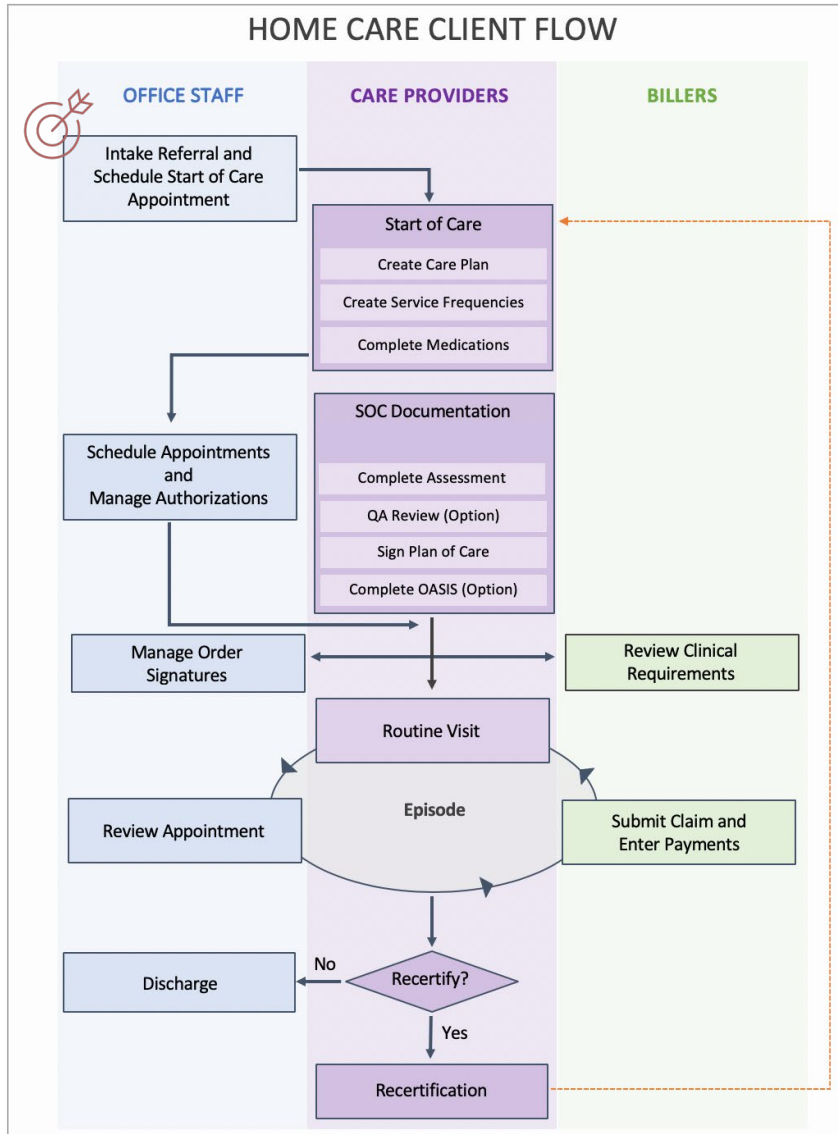 HOME CARE CLIENT FLOW
OFFICE STAFF
CARE PROVIDERS
BILLERS
Intake Referral and
Schedule Start of Care
Appointment
Start of Care
Create Care Plan
Create Service Frequencies
Complete Medications
SOC Documentation
Schedule Appointments
and
Manage Authorizations
Complete Assessment
QA Review (Option)
Sign Plan of Care
Complete OASIS (Option)
Manage Order
Signatures
Review Clinical
Requirements
Routine Visit
Episode
Review Appointment
Submit Claim and
Enter Payments
Recertify?
No
Discharge
Yes
Recertification